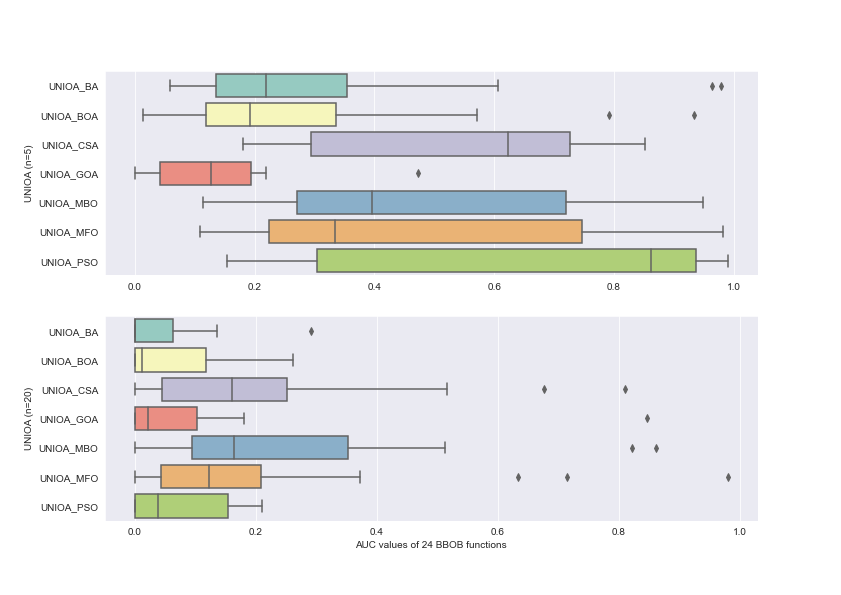 UNIOA (n=5)
UNIOA_BA
UNIOA_BOA
UNIOA_CSA
UNIOA_GOA
UNIOA_MBO
UNIOA_MFO
UNIOA_PSO
0.0 0.2 0.4 0.6 0.8 1.0
UNIOA (n=20)
UNIOA_BA
UNIOA_BOA
UNIOA_CSA
UNIOA_GOA
UNIOA_MBO
UNIOA_MFO
UNIOA_PSO
0.0 0.2 0.4 0.6 0.8 1.0
AUC values of 24 BBOB functions